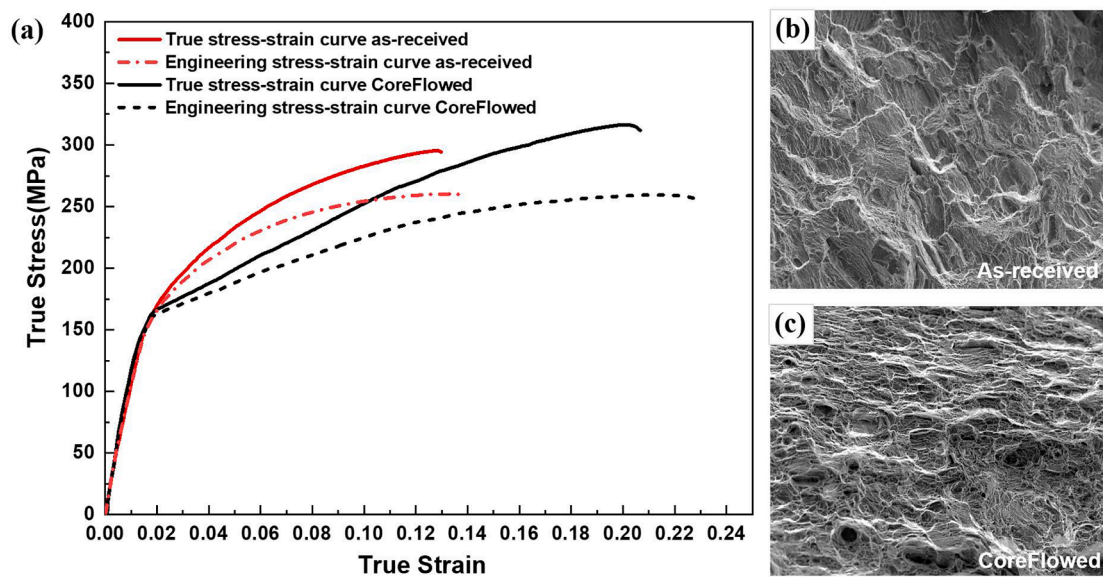 (a)
True stress-strain curve as-received
Engineering stress-strain curve as-received
True stress-strain curve CoreFlowed
Engineering stress-strain curve CoreFlowed
True Stress(MPa)
400
350
300
250
200
150
100
50
0
0.00 0.02 0.04 0.06 0.08 0.10 0.12 0.14 0.16 0.18 0.20 0.22 0.24
True Strain
(b)
As-received
(c)
CoreFlowed